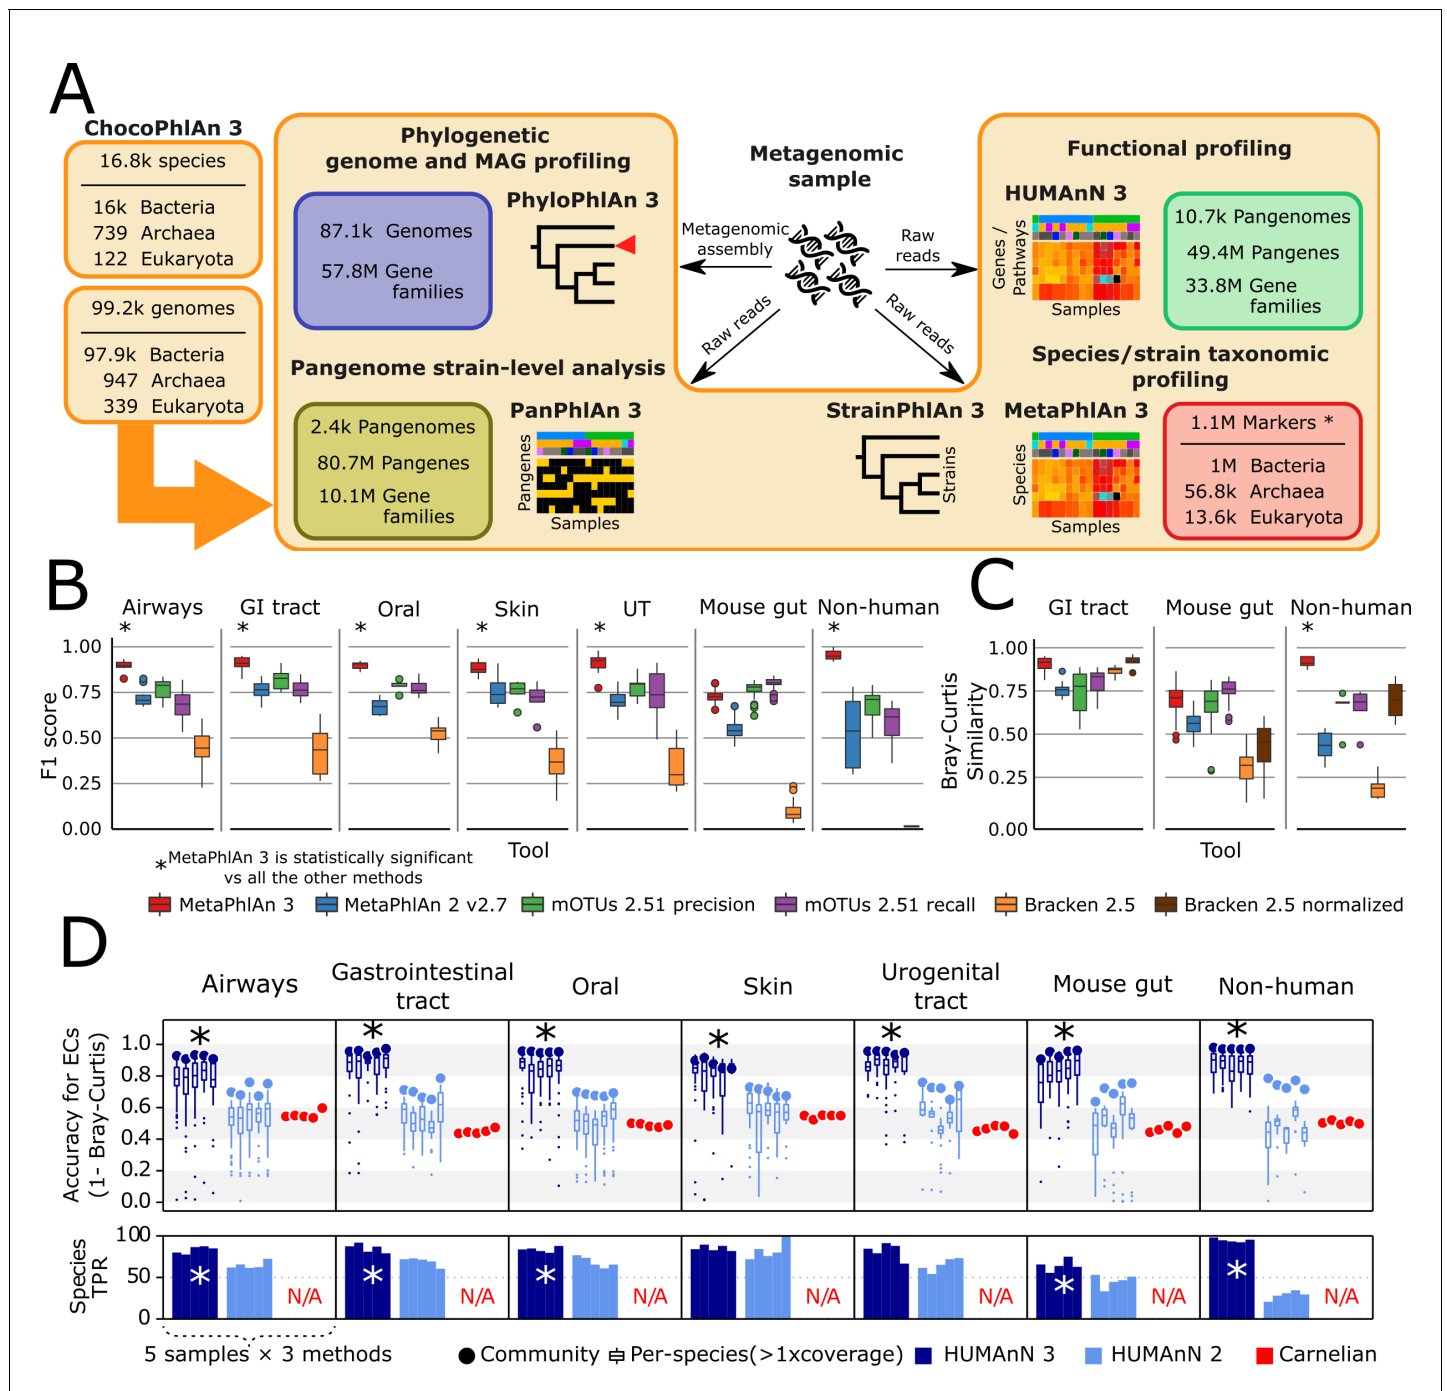 A
ChocoPhlAn 3
16.8k species
16k Bacteria
739 Archaea
122 Eukaryota
99.2k genomes
97.9k Bacteria
947 Archaea
339 Eukaryota
Phylogenetic
genome and MAG profiling
PhyloPhlAn 3
87.1k Genomes
57.8M Gene
families
Pangenome strain-level analysis
PanPhlAn 3
2.4k Pangenomes
80.7M Pangenes
10.1M Gene
families
Pangenes
Samples
Metagenomic
sample
Metagenomic
assembly
Raw
reads
Raw reads
Raw reads
Functional profiling
HUMAnN 3
Genes /
Pathways
Samples
10.7k Pangenomes
49.4M Pangenes
33.8M Gene
families
Species/strain taxonomic
profiling
StrainPhlAn 3
MetaPhlAn 3
Strains
Species
Samples
1.1M Markers *
1M Bacteria
56.8k Archaea
13.6k Eukaryota
B
Airways
GI tract
Oral
Skin
UT
Mouse gut
Non-human
* * * * * *
F1 score
1.00
0.75
0.50
0.25
0.00
Tool
*MetaPhlAn 3 is statistically significant
vs all the other methods
C
GI tract
Mouse gut
Non-human
*
Bray-Curtis
Similarity
1.00
0.75
0.50
0.25
0.00
Tool
MetaPhlAn 3
MetaPhlAn 2 v2.7
mOTUs 2.51 precision
mOTUs 2.51 recall
Bracken 2.5
Bracken 2.5 normalized
D
Airways
Gastrointestinal
tract
Oral
Skin
Urogenital
tract
Mouse gut
Non-human
* * * * * * *
Accuracy for ECs
(1- Bray-Curtis)
1.0
0.8
0.6
0.4
0.2
0.0
Species
TPR
100
50
0
* * * * *
N/A N/A N/A N/A N/A N/A N/A
5 samples × 3 methods
Community
Per-species(>1xcoverage)
HUMAnN 3
HUMAnN 2
Carnelian